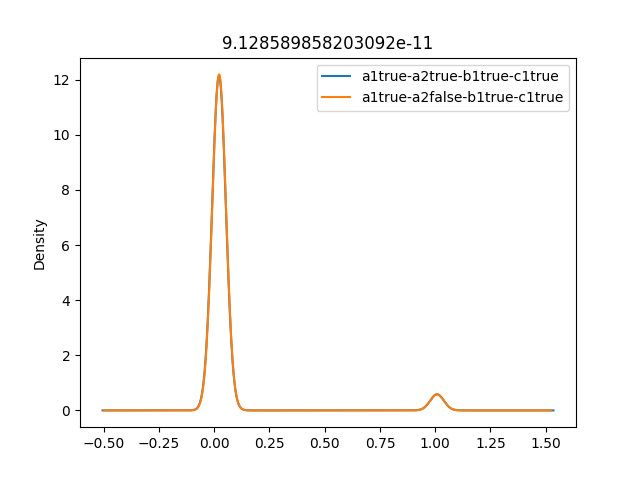 9.128589858203092e-11
a1true-a2true-b1true-c1true
a1true-a2false-b1true-c1true
Density
12
10
8
6
4
2
0
−0.50 −0.25 0.00 0.25 0.50 0.75 1.00 1.25 1.50